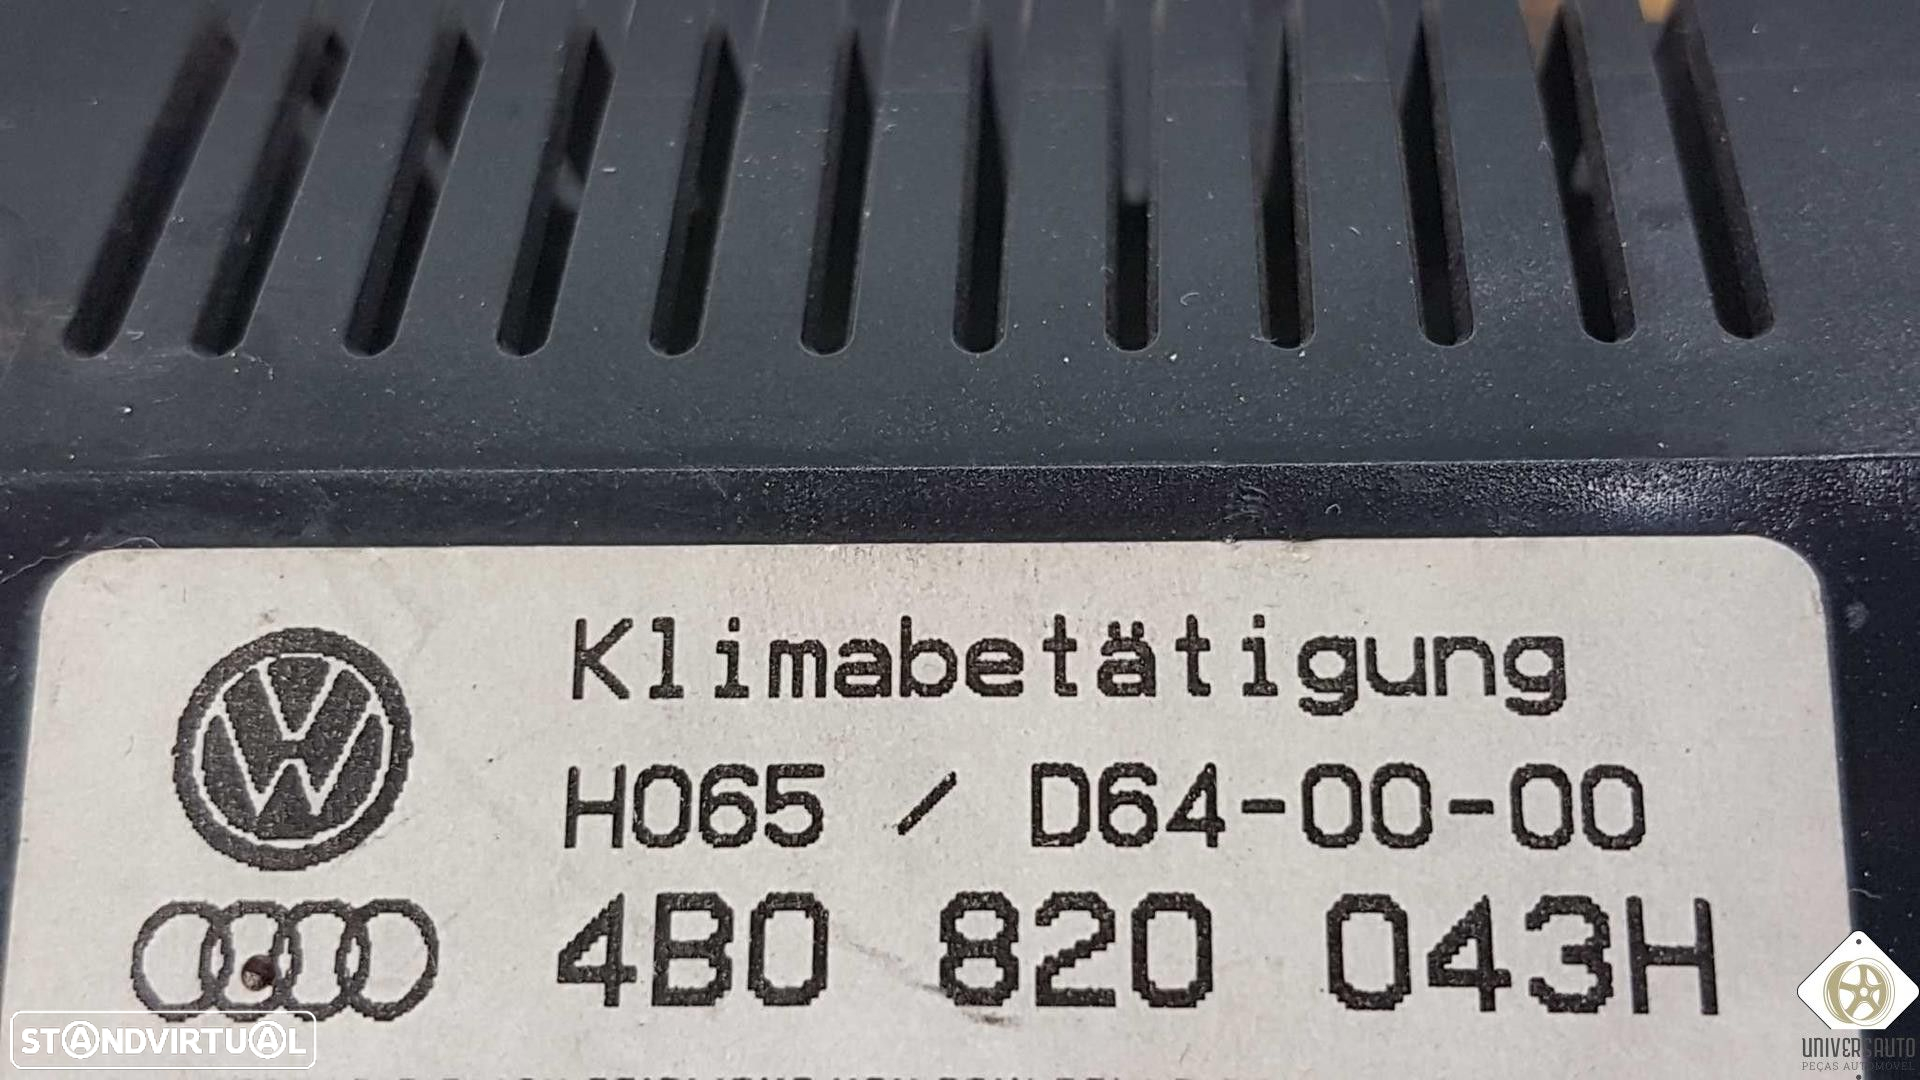 Klimabetätigung
H065 / D64-00-00
4B0 820 043H
STANDVIRTUAL
UNIVERSAUTO
PEÇAS AUTOMÓVEL